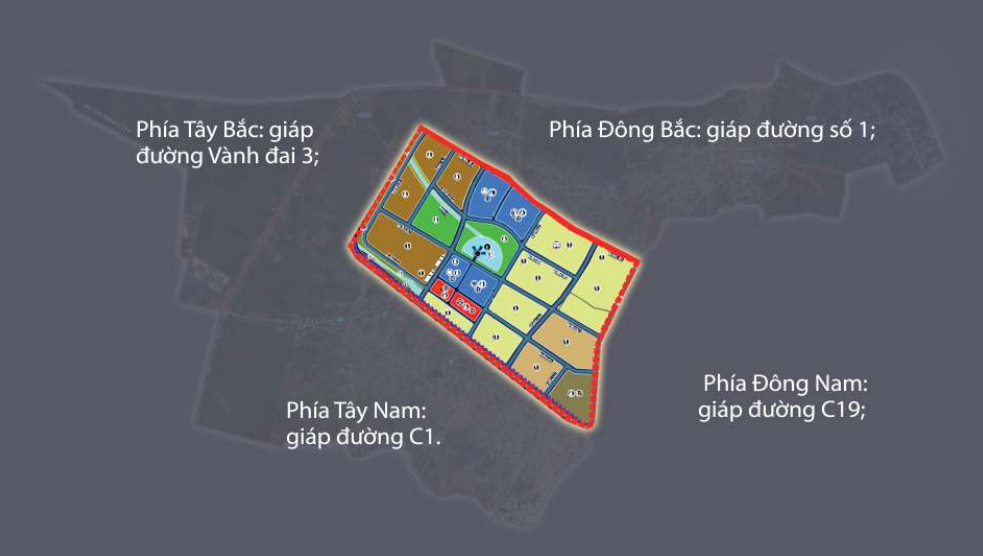 Phía Tây Bắc: giáp
đường Vành đai 3;
Phía Đông Bắc: giáp đường số 1;
Phía Đông Nam:
giáp đường C19;
Phía Tây Nam:
giáp đường C1.